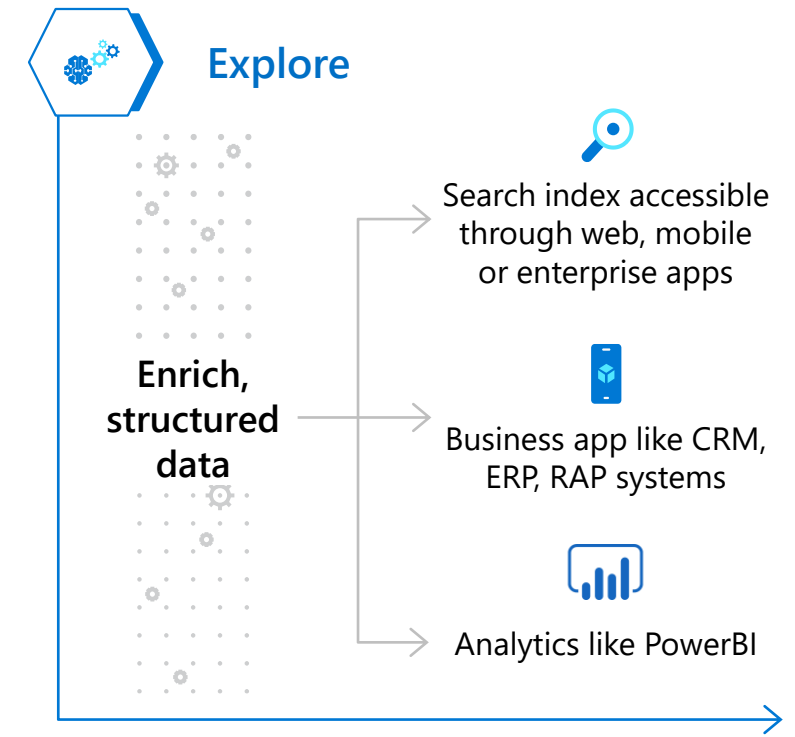 Explore
Search index accessible
through web, mobile
or enterprise apps
Enrich,
structured
data
Business app like CRM,
ERP, RAP systems
Analytics like PowerBI